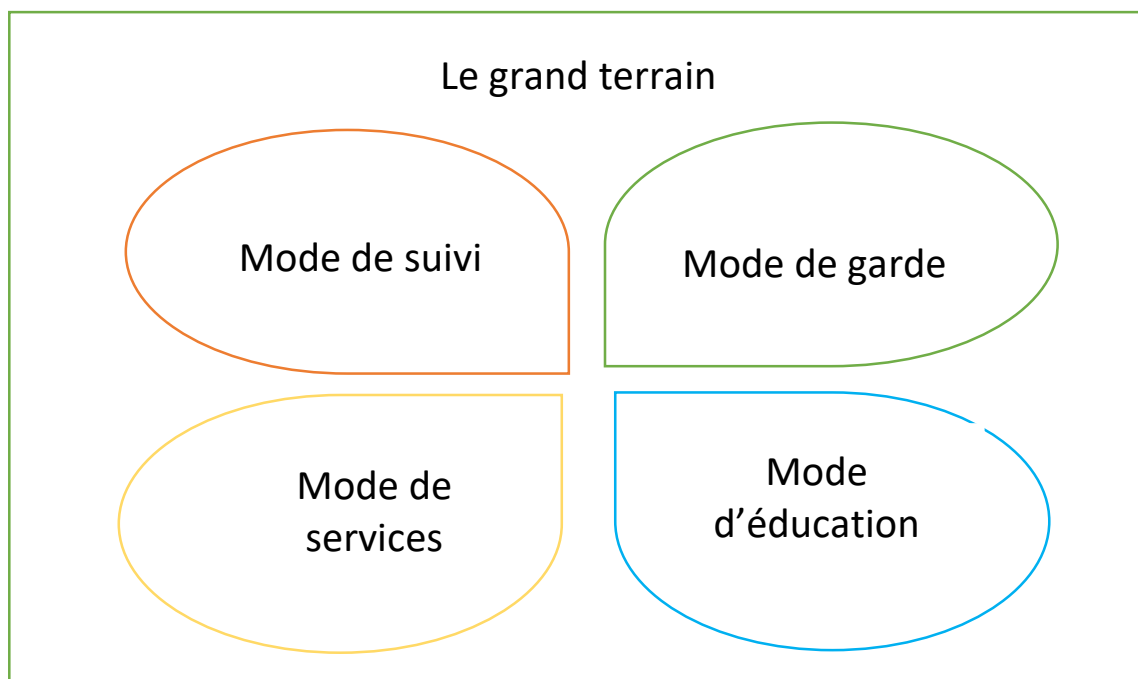 Le grand terrain
Mode de suivi
Mode de garde
Mode de
services
Mode
d’éducation